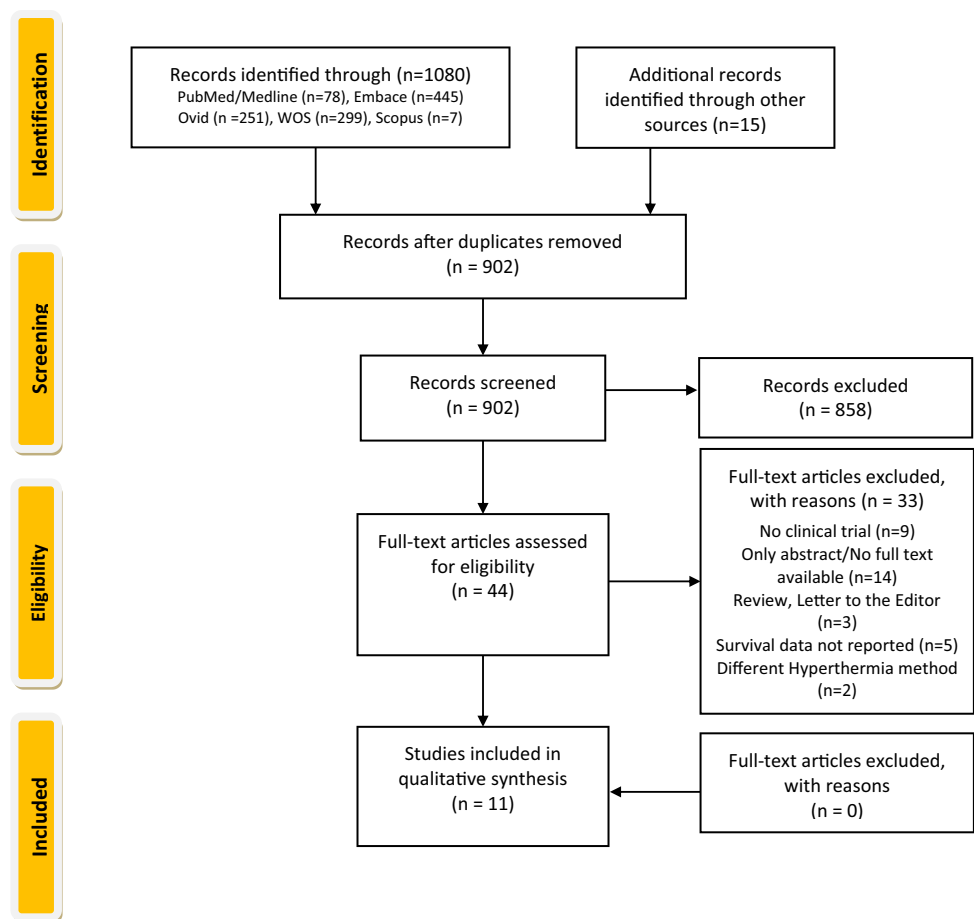 Identification
Records identified through (n=1080)
PubMed/Medline (n=78), Embace (n=445)
Ovid (n =251), WOS (n=299), Scopus (n=7)
Additional records
identified through other
sources (n=15)
Records after duplicates removed
(n = 902)
Screening
Records screened
(n = 902)
Records excluded
(n = 858)
Eligibility
Full-text articles assessed
for eligibility
(n = 44)
Full-text articles excluded,
with reasons (n = 33)
No clinical trial (n=9)
Only abstract/No full text
available (n=14)
Review, Letter to the Editor
(n=3)
Survival data not reported (n=5)
Different Hyperthermia method
(n=2)
Included
Studies included in
qualitative synthesis
(n = 11)
Full-text articles excluded,
with reasons
(n = 0)